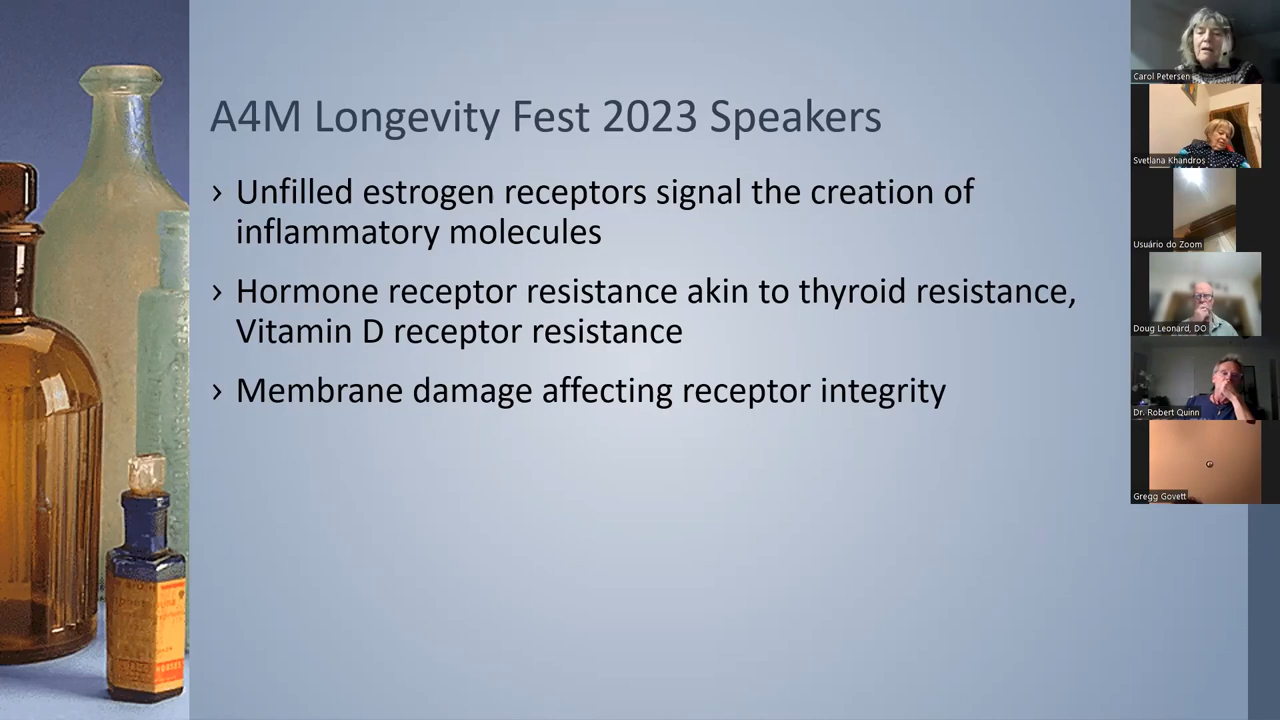 A4M Longevity Fest 2023 Speakers
› Unfilled estrogen receptors signal the creation of
inflammatory molecules
› Hormone receptor resistance akin to thyroid resistance,
Vitamin D receptor resistance
› Membrane damage affecting receptor integrity
Carol Petersen
Svetlana Khandros
Usuário do Zoom
Doug Leonard, DO
Dr. Robert Quinn
Gregg Govett